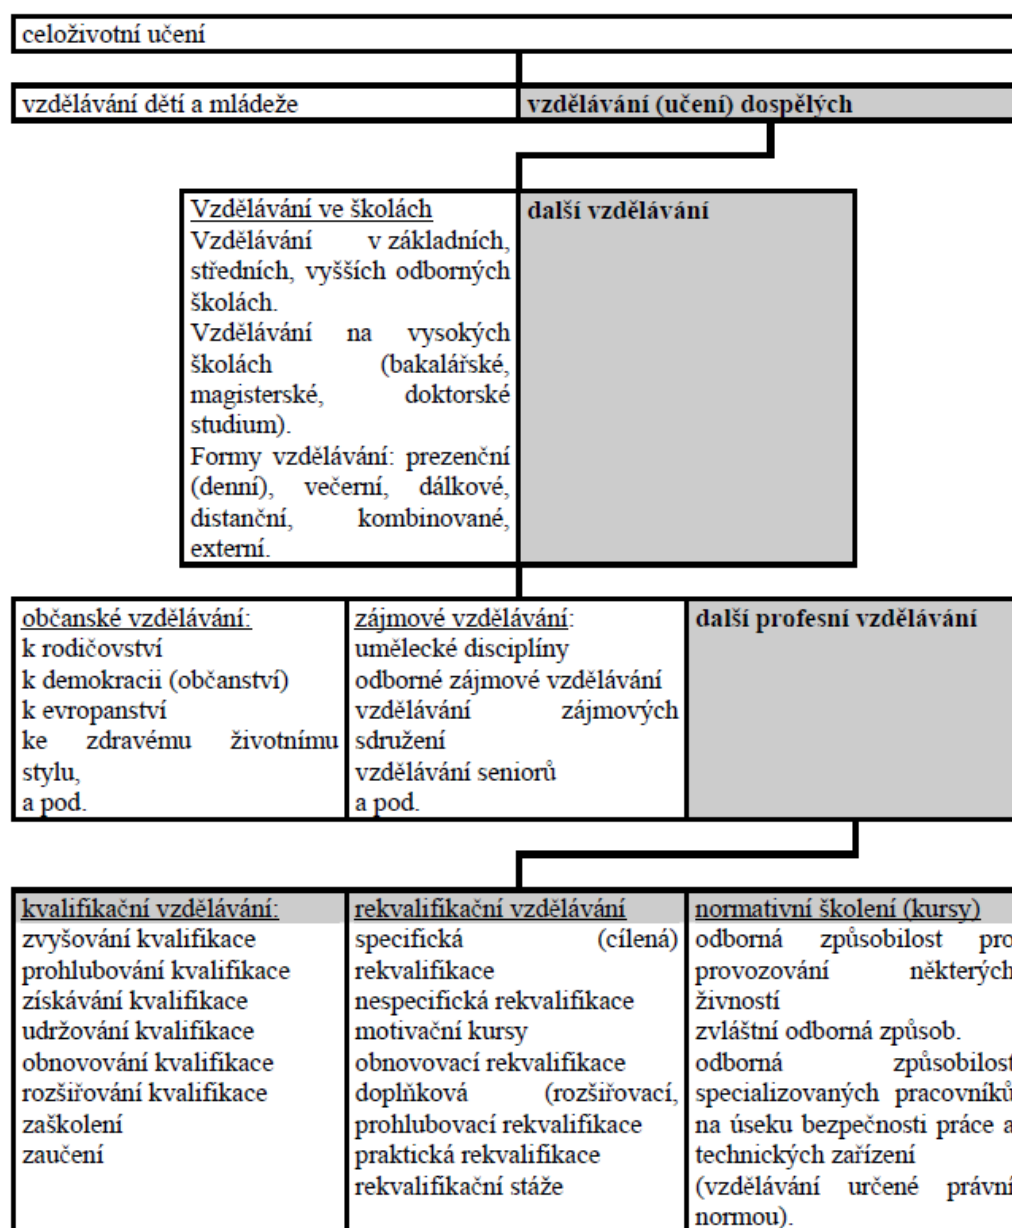 celoživotní učení
vzdělávání dětí a mládeže
vzdělávání (učení) dospělých
Vzdělávání ve školách
Vzdělávání v základních,
středních, vyšších odborných
školách.
Vzdělávání na vysokých
školách (bakalářské,
magisterské, doktorské
studium).
Formy vzdělávání: prezenční
(denní), večerní, dálkové,
distanční, kombinované,
externí.
další vzdělávání
občanské vzdělávání:
k rodičovství
k demokracii (občanství)
k evropanství
ke zdravému životnímu
stylu,
a pod.
zájmové vzdělávání:
umělecké disciplíny
odborné zájmové vzdělávání
vzdělávání zájmových
sdružení
vzdělávání seniorů
a pod.
další profesní vzdělávání
kvalifikační vzdělávání:
zvyšování kvalifikace
prohlubování kvalifikace
získávání kvalifikace
udržování kvalifikace
obnovování kvalifikace
rozšiřování kvalifikace
zaškolení
zaučení
rekvalifikační vzdělávání
specifická (cílená)
rekvalifikace
nespecifická rekvalifikace
motivační kursy
obnovovací rekvalifikace
doplňková (rozšiřovací,
prohlubovací rekvalifikace
praktická rekvalifikace
rekvalifikační stáže
normativní školení (kursy)
odborná způsobilost pro
provozování některých
živností
zvláštní odborná způsob.
odborná způsobilost
specializovaných pracovníků
na úseku bezpečnosti práce a
technických zařízení
(vzdělávání určené právní
normou).